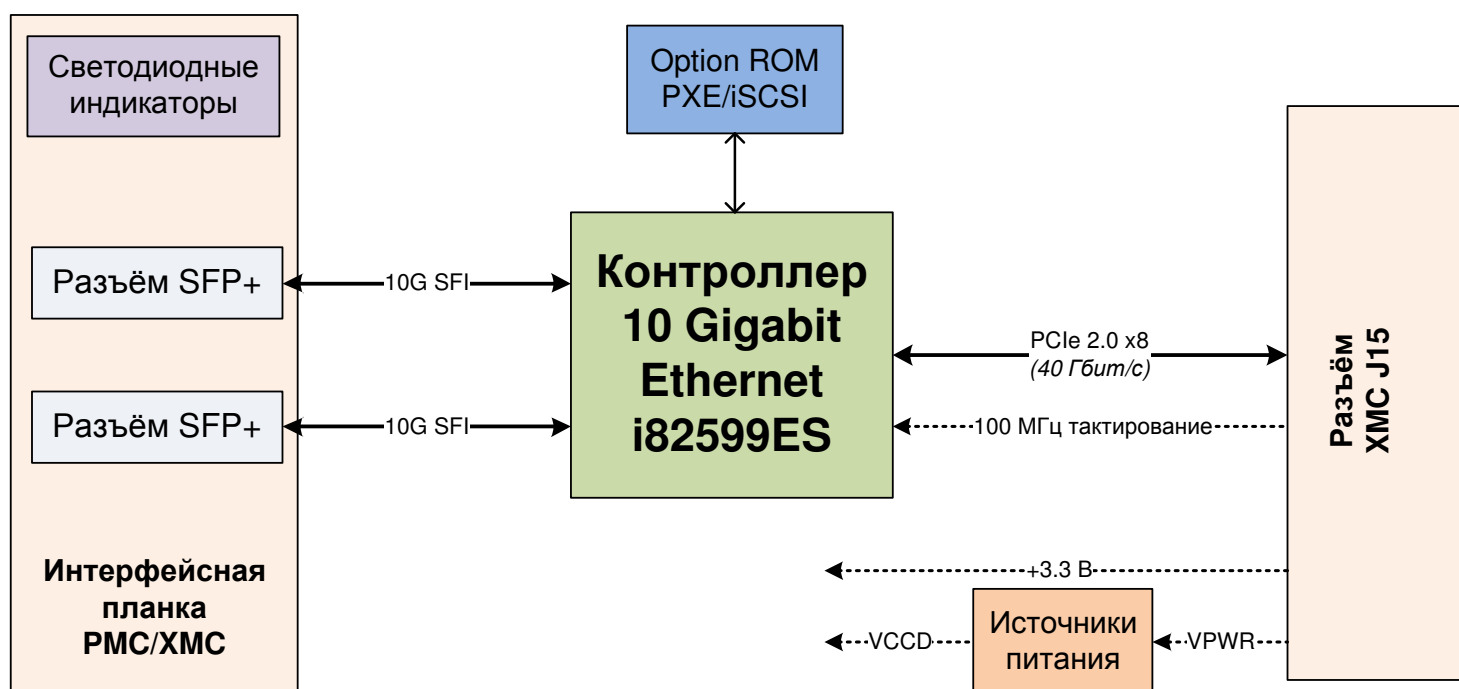 Светодиодные
индикаторы
Option ROM
PXE/iSCSI
Разъём SFP+
10G SFI
Разъём SFP+
10G SFI
Контроллер
10 Gigabit
Ethernet
i82599ES
PCIe 2.0 x8
(40 Гбит/с)
100 МГц тактирование
Разъём
XMC J15
+3.3 В
Источники
питания
VCCD
VPWR
Интерфейсная
планка
PMC/XMC